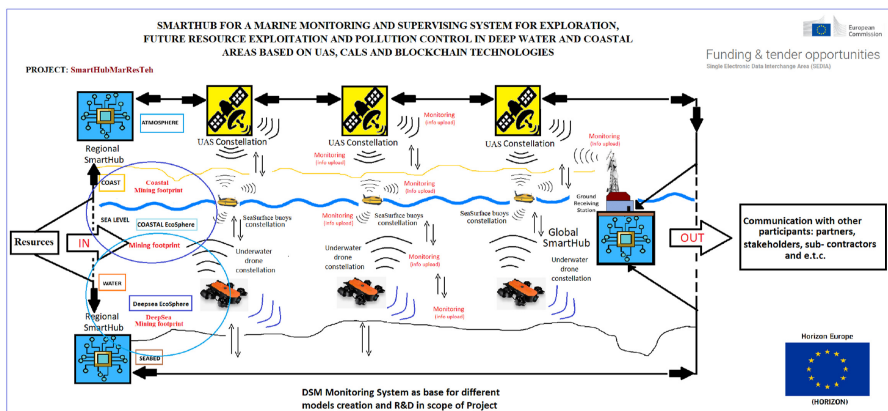 SMARTHUB FOR A MARINE MONITORING AND SUPERVISING SYSTEM FOR EXPLORATION,
FUTURE RESOURCE EXPLOITATION AND POLLUTION CONTROL IN DEEP WATER AND COASTAL
AREAS BASED ON UAS, CALS AND BLOCKCHAIN TECHNOLOGIES
European
Commission
Funding & tender opportunities
Single Electronic Data Interchange Area (SEDIA)
PROJECT: SmartHubMarResTeh
ATMOSPHERE
Regional
SmartHub
UAS Constellation
Monitoring
(info upload)
UAS Constellation
Monitoring
(info upload)
UAS Constellation
Monitoring
(info upload)
COAST
Coastal
Mining footprint
Monitoring
(info upload)
Monitoring
(info upload)
Ground
Receiving
Station
SEA LEVEL
COASTAL EcoSphere
SeaSurface buoys
constellation
Monitoring
(info upload)
SeaSurface buoys
constellation
SeaSurface buoys
constellation
Resurces
IN
Mining footprint
Underwater
drone
constellation
Underwater
drone
constellation
Monitoring
(info upload)
Global
SmartHub
Underwater
drone
constellation
OUT
Communication with other
participants: partners,
stakeholders, sub- contractors
and e.t.c.
WATER
Deepsea EcoSphere
DeepSea
Mining footprint
Monitoring
(info upload)
Regional
SmartHub
SEABED
Horizon Europe
(HORIZON)
DSM Monitoring System as base for different
models creation and R&D in scope of Project